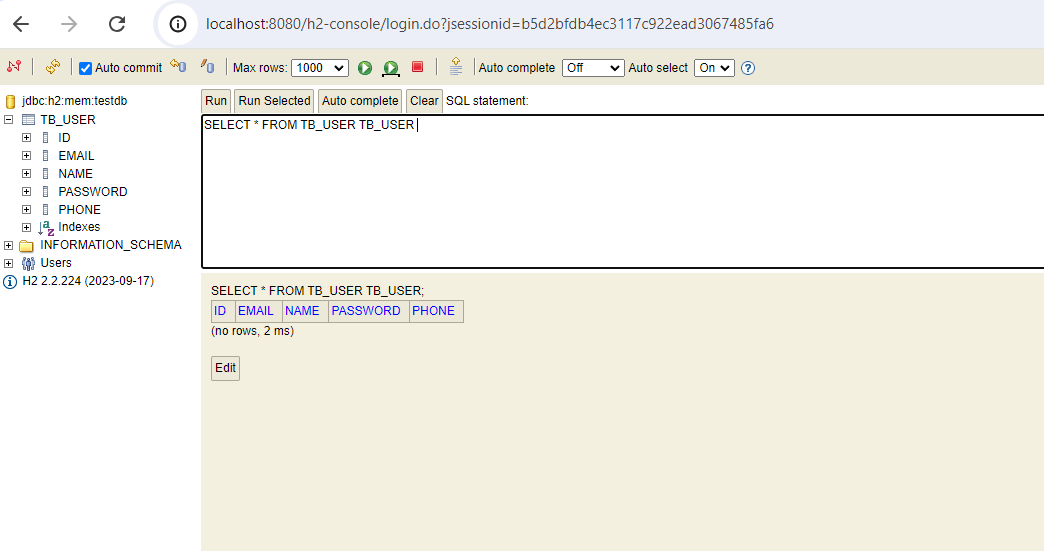 localhost:8080/h2-console/login.do?jsessionid=b5d2bfdb4ec3117c922ead3067485fa6
Auto commit Max rows: 1000 Auto complete Off Auto select On
jdbc:h2:mem:testdb
TB_USER
ID
EMAIL
NAME
PASSWORD
PHONE
Indexes
INFORMATION_SCHEMA
Users
H2 2.2.224 (2023-09-17)
Run Run Selected Auto complete Clear SQL statement:
SELECT * FROM TB_USER TB_USER
SELECT * FROM TB_USER TB_USER;
ID EMAIL NAME PASSWORD PHONE
(no rows, 2 ms)
Edit